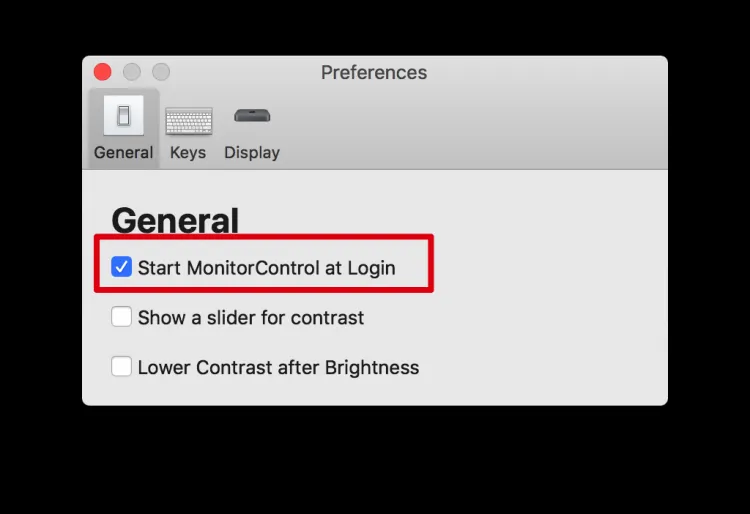 Preferences
General Keys Display
General
Start MonitorControl at Login
Show a slider for contrast
Lower Contrast after Brightness